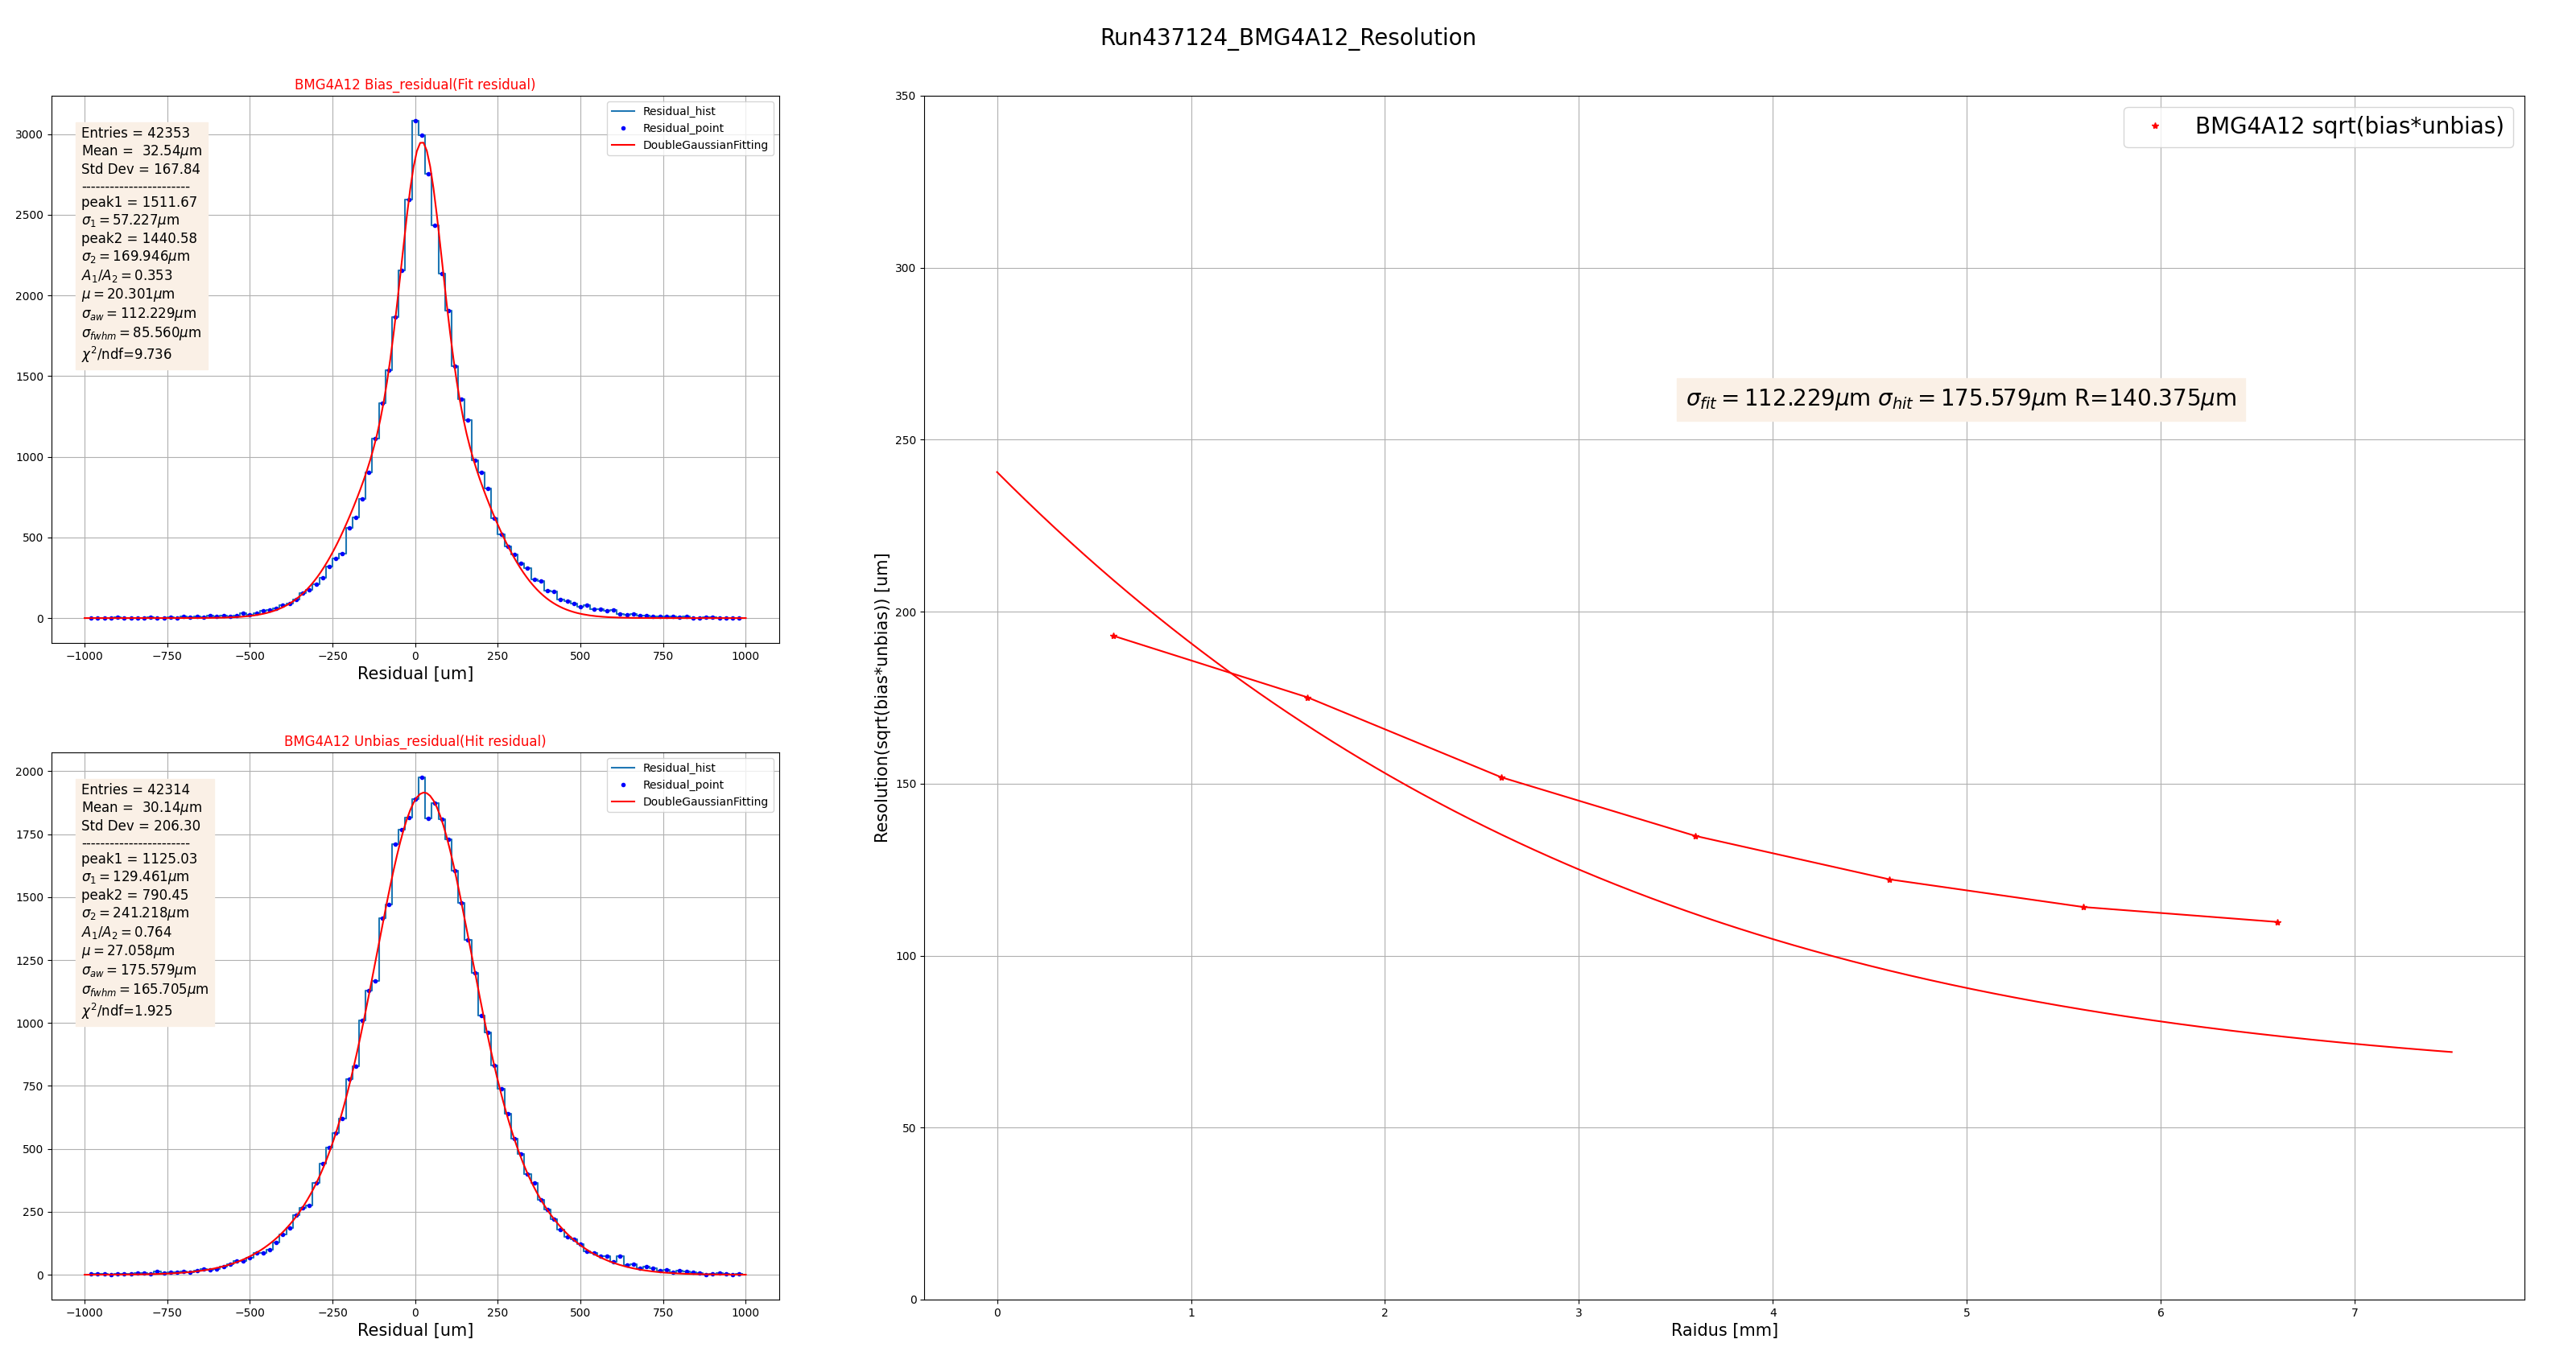 Run437124_BMG4A12_Resolution
BMG4A12 Bias_residual(Fit residual)
Residual_hist
Residual_point
DoubleGaussianFitting
Entries = 42353
Mean =  32.54μm
Std Dev = 167.84
-----------------------
peak1 = 1511.67
σ₁ = 57.227μm
peak2 = 1440.58
σ₂ = 169.946μm
A₁/A₂ = 0.353
μ = 20.301μm
σ_aw = 112.229μm
σ_fwhm = 85.560μm
χ²/ndf=9.736
3000
2500
2000
1500
1000
500
0
−1000 −750 −500 −250 0 250 500 750 1000
Residual [um]
BMG4A12 Unbias_residual(Hit residual)
Residual_hist
Residual_point
DoubleGaussianFitting
Entries = 42314
Mean =  30.14μm
Std Dev = 206.30
-----------------------
peak1 = 1125.03
σ₁ = 129.461μm
peak2 = 790.45
σ₂ = 241.218μm
A₁/A₂ = 0.764
μ = 27.058μm
σ_aw = 175.579μm
σ_fwhm = 165.705μm
χ²/ndf=1.925
2000
1750
1500
1250
1000
750
500
250
0
−1000 −750 −500 −250 0 250 500 750 1000
Residual [um]
BMG4A12 sqrt(bias*unbias)
σ_fit = 112.229μm σ_hit = 175.579μm R=140.375μm
Resolution(sqrt(bias*unbias)) [um]
350
300
250
200
150
100
50
0
0 1 2 3 4 5 6 7
Raidus [mm]